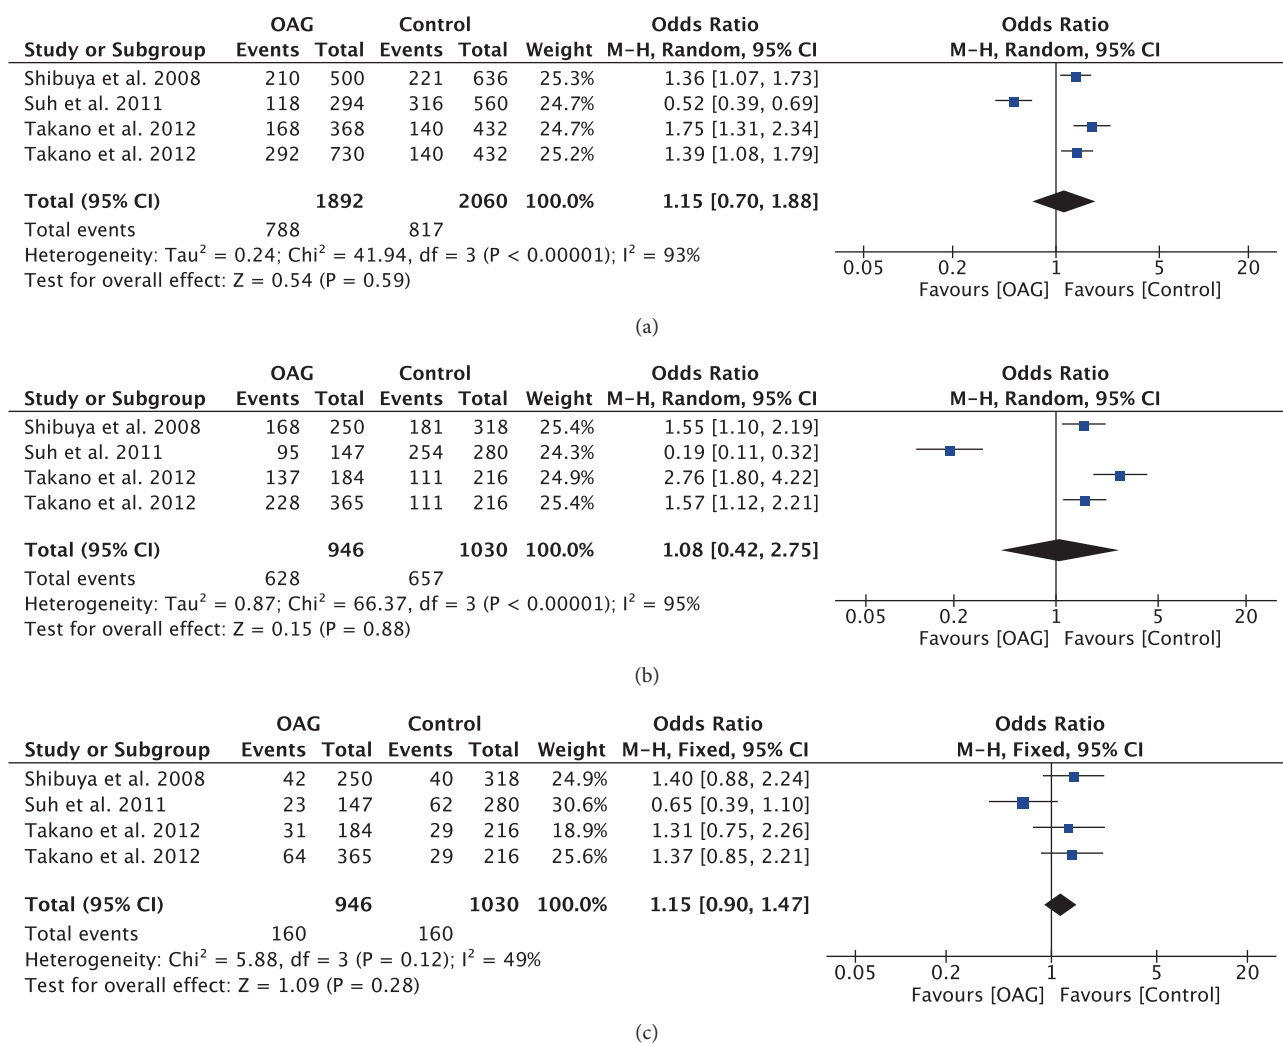 OAG Control Odds Ratio Odds Ratio
Study or Subgroup Events Total Events Total Weight M−H, Random, 95% CI M−H, Random, 95% CI
Shibuya et al. 2008 210 500 221 636 25.3% 1.36 [1.07, 1.73]
Suh et al. 2011 118 294 316 560 24.7% 0.52 [0.39, 0.69]
Takano et al. 2012 168 368 140 432 24.7% 1.75 [1.31, 2.34]
Takano et al. 2012 292 730 140 432 25.2% 1.39 [1.08, 1.79]
Total (95% CI) 1892 2060 100.0% 1.15 [0.70, 1.88]
Total events 788 817
Heterogeneity: Tau² = 0.24; Chi² = 41.94, df = 3 (P < 0.00001); I² = 93%
Test for overall effect: Z = 0.54 (P = 0.59)
0.05 0.2 1 5 20
Favours [OAG] Favours [Control]
(a)
OAG Control Odds Ratio Odds Ratio
Study or Subgroup Events Total Events Total Weight M−H, Random, 95% CI M−H, Random, 95% CI
Shibuya et al. 2008 168 250 181 318 25.4% 1.55 [1.10, 2.19]
Suh et al. 2011 95 147 254 280 24.3% 0.19 [0.11, 0.32]
Takano et al. 2012 137 184 111 216 24.9% 2.76 [1.80, 4.22]
Takano et al. 2012 228 365 111 216 25.4% 1.57 [1.12, 2.21]
Total (95% CI) 946 1030 100.0% 1.08 [0.42, 2.75]
Total events 628 657
Heterogeneity: Tau² = 0.87; Chi² = 66.37, df = 3 (P < 0.00001); I² = 95%
Test for overall effect: Z = 0.15 (P = 0.88)
0.05 0.2 1 5 20
Favours [OAG] Favours [Control]
(b)
OAG Control Odds Ratio Odds Ratio
Study or Subgroup Events Total Events Total Weight M−H, Fixed, 95% CI M−H, Fixed, 95% CI
Shibuya et al. 2008 42 250 40 318 24.9% 1.40 [0.88, 2.24]
Suh et al. 2011 23 147 62 280 30.6% 0.65 [0.39, 1.10]
Takano et al. 2012 31 184 29 216 18.9% 1.31 [0.75, 2.26]
Takano et al. 2012 64 365 29 216 25.6% 1.37 [0.85, 2.21]
Total (95% CI) 946 1030 100.0% 1.15 [0.90, 1.47]
Total events 160 160
Heterogeneity: Chi² = 5.88, df = 3 (P = 0.12); I² = 49%
Test for overall effect: Z = 1.09 (P = 0.28)
0.05 0.2 1 5 20
Favours [OAG] Favours [Control]
(c)